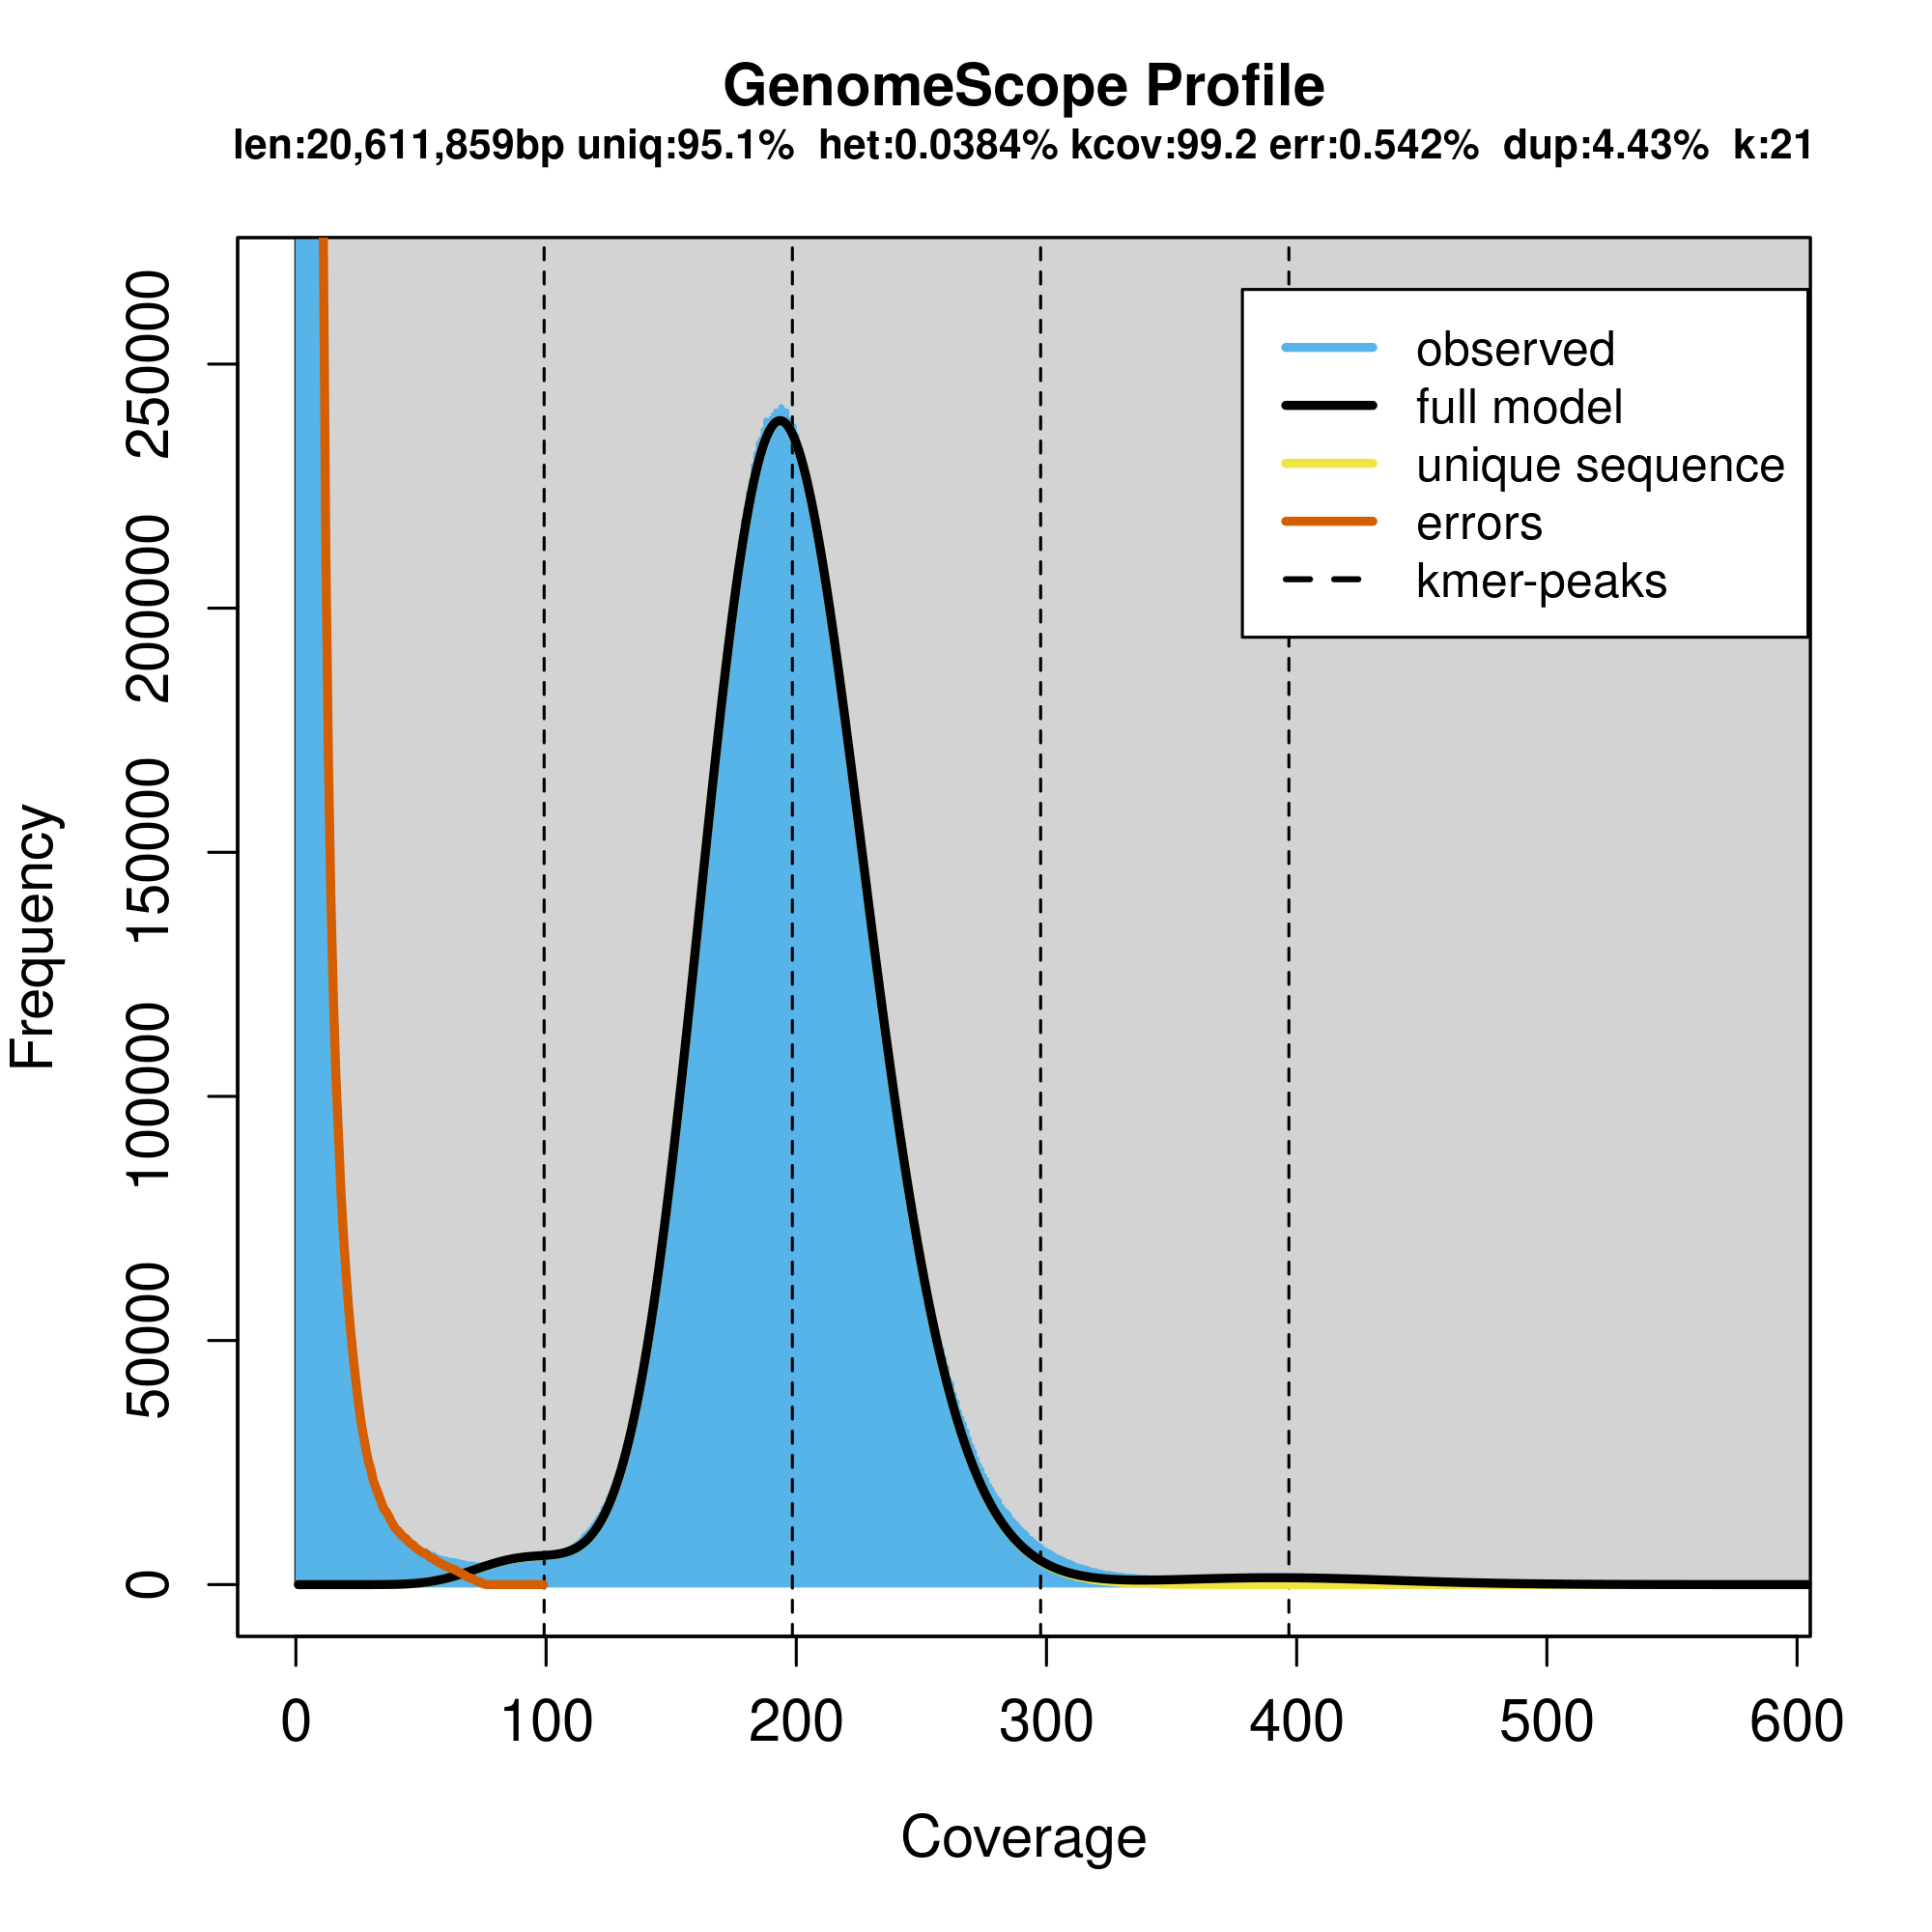 GenomeScope Profile
len:20,611,859bp uniq:95.1% het:0.0384% kcov:99.2 err:0.542% dup:4.43% k:21
observed
full model
unique sequence
errors
kmer-peaks
Frequency
250000
200000
150000
100000
50000
0
0 100 200 300 400 500 600
Coverage